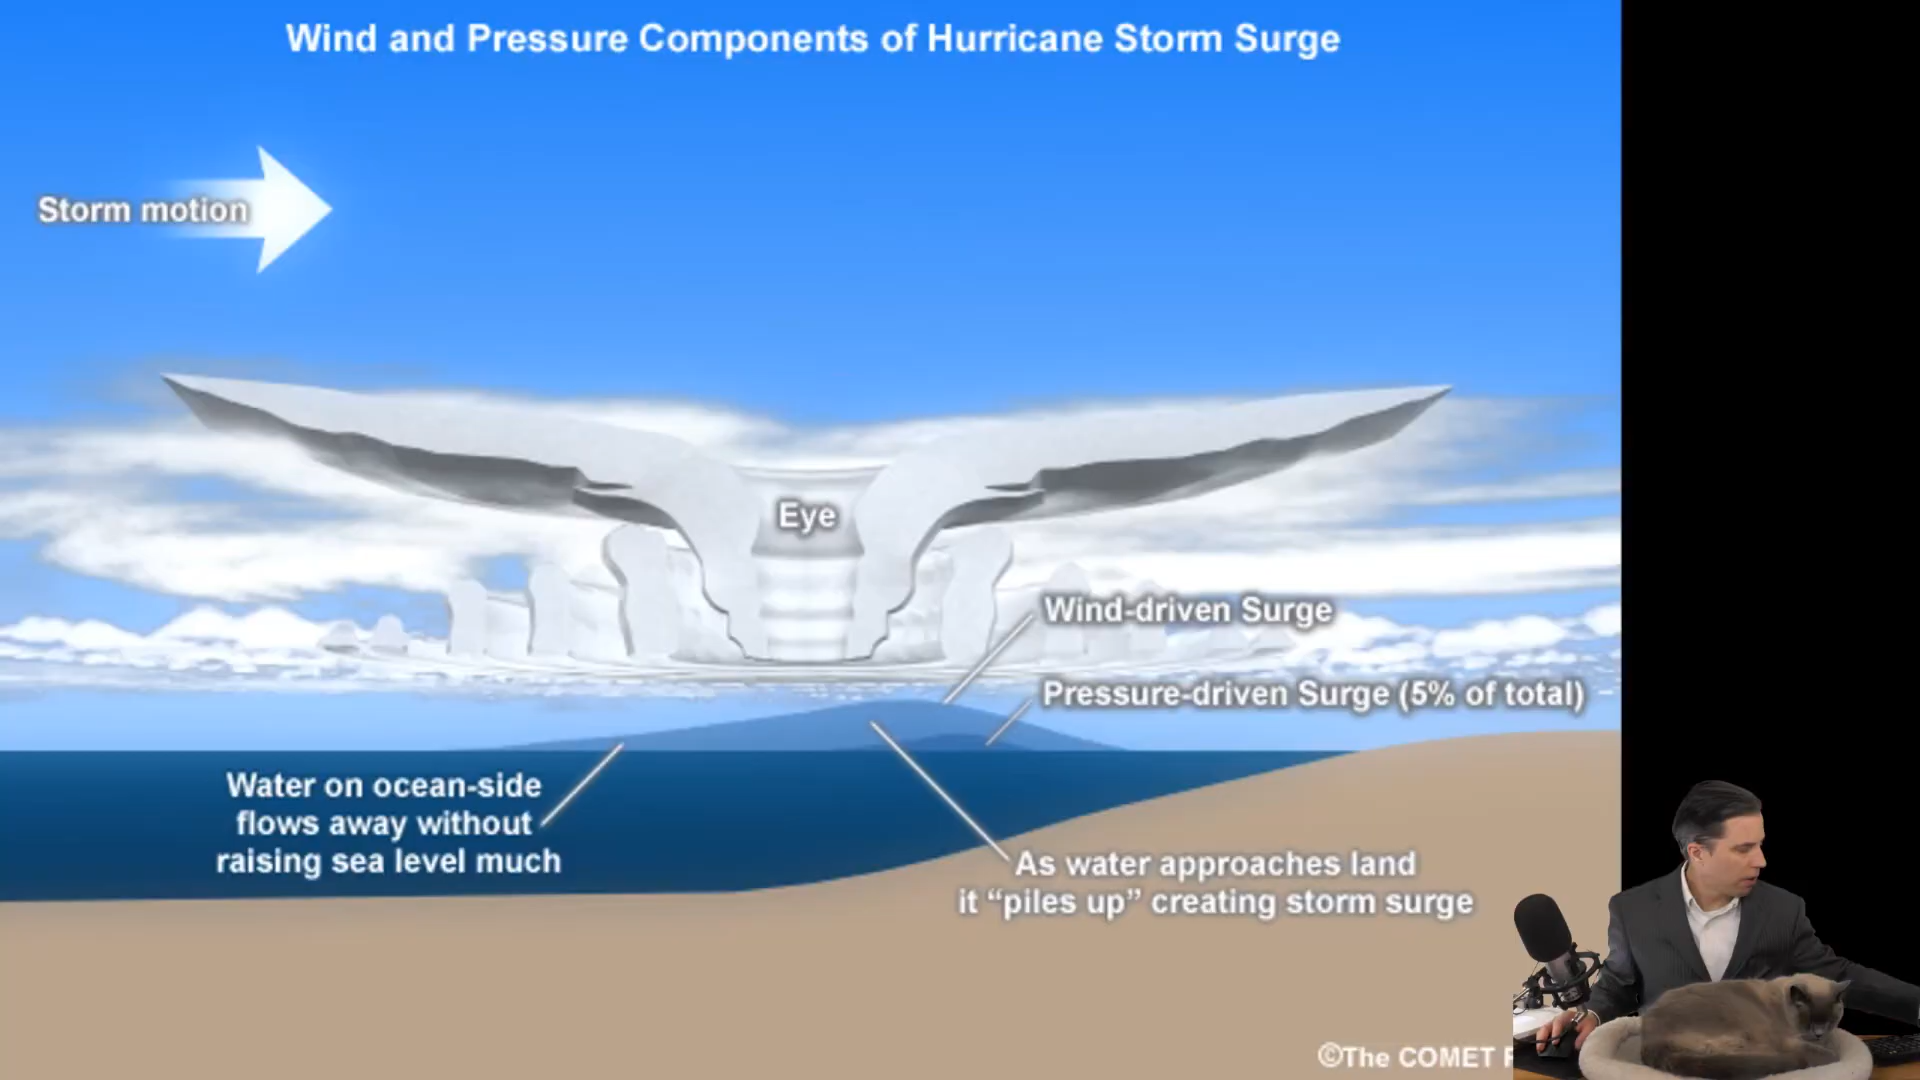 Wind and Pressure Components of Hurricane Storm Surge
Storm motion
Eye
Wind-driven Surge
Pressure-driven Surge (5% of total)
Water on ocean-side
flows away without
raising sea level much
As water approaches land
it “piles up” creating storm surge
©The COMET